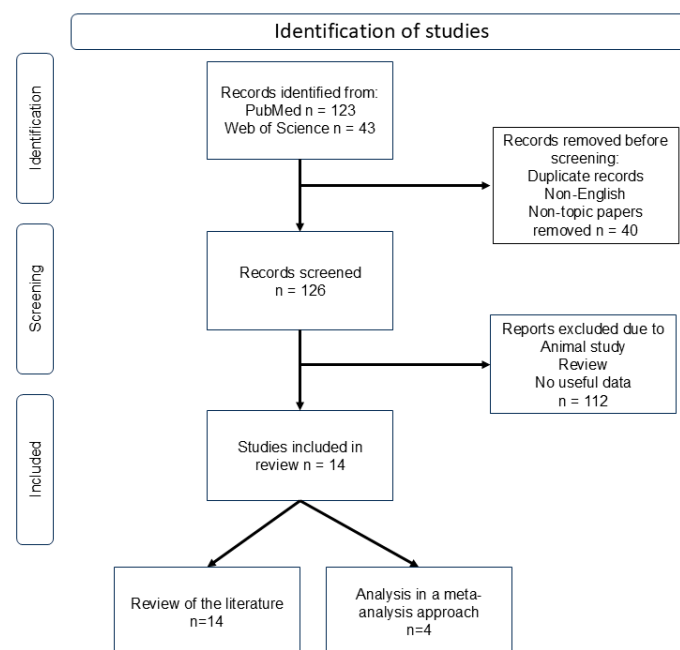 Identification of studies
Identification
Records identified from:
PubMed n = 123
Web of Science n = 43
Records removed before
screening:
Duplicate records
Non-English
Non-topic papers
removed n = 40
Screening
Records screened
n = 126
Reports excluded due to
Animal study
Review
No useful data
n = 112
Included
Studies included in
review n = 14
Review of the literature
n=14
Analysis in a meta-
analysis approach
n=4